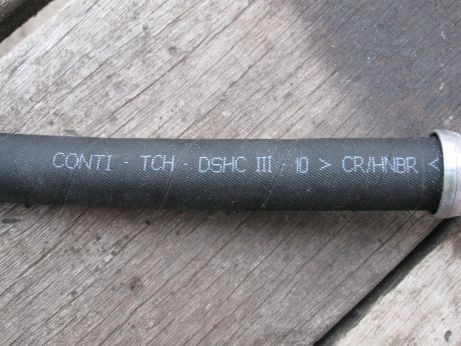 CONTI - TCH - DSHC III - 10 > CR/HNBR <